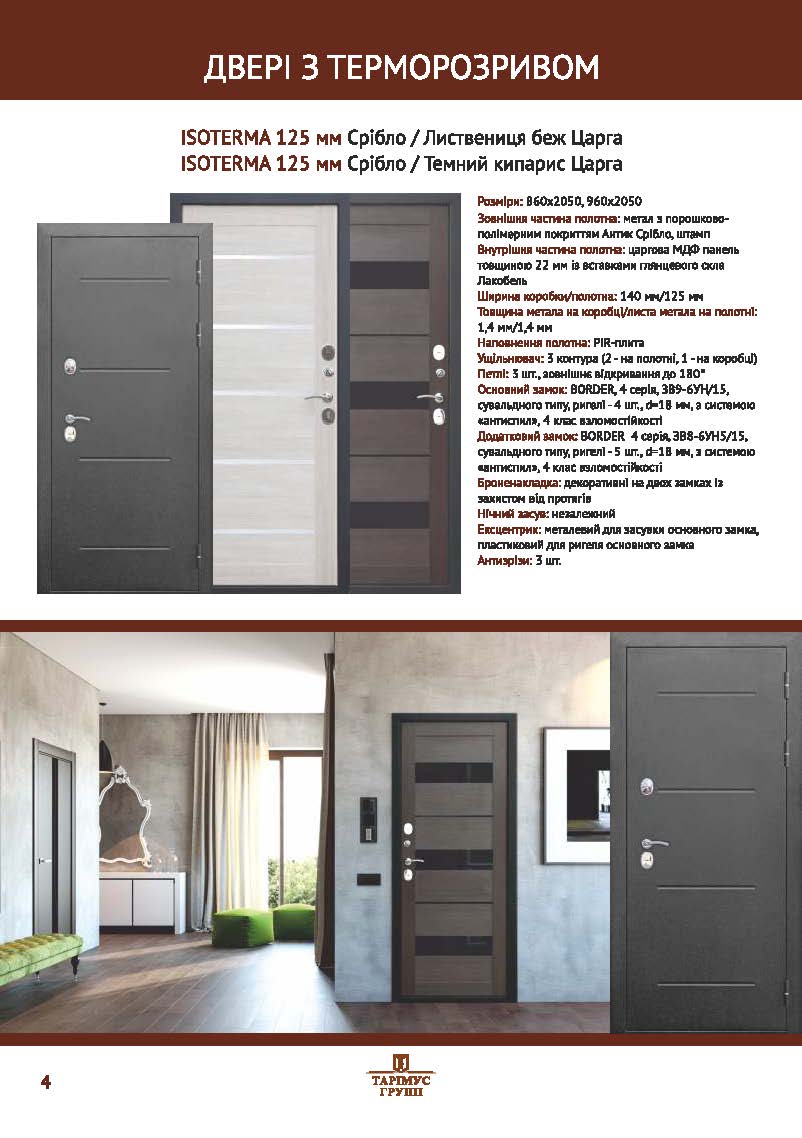 ДВЕРІ З ТЕРМОРОЗРИВОМ
ISOTERMA 125 мм Срібло / Листвениця беж Царга
ISOTERMA 125 мм Срібло / Темний кипарис Царга
Розміри: 860х2050, 960х2050
Зовнішня частина полотна: метал з порошково-
полімерним покриттям Антик Срібло, штамп
Внутрішня частина полотна: царгова МДФ панель
товщиною 22 мм із вставками глянцевого скла
Лакобель
Ширина коробки/полотна: 140 мм/125 мм
Товщина метала на коробці/листа метала на полотні:
1,4 мм/1,4 мм
Наповнення полотна: PIR-плита
Ущільнювач: 3 контура (2 - на полотні, 1 - на коробці)
Петлі: 3 шт., зовнішнє відкривання до 180°
Основний замок: BORDER, 4 серія, ЗВ9-6УН/15,
сувальдного типу, ригелі - 4 шт., d=18 мм, з системою
«антиспил», 4 клас взломостійкості
Додатковий замок: BORDER 4 серія, ЗВ8-6УН5/15,
сувальдного типу, ригелі - 5 шт., d=18 мм, з системою
«антиспил», 4 клас взломостійкості
Броненакладка: декоративні на двох замках із
захистом від протягів
Нічний засув: незалежний
Ексцентрик: металевий для засувки основного замка,
пластиковий для ригеля основного замка
Антизрізи: 3 шт.
4
ТАРІМУС
ГРУПП